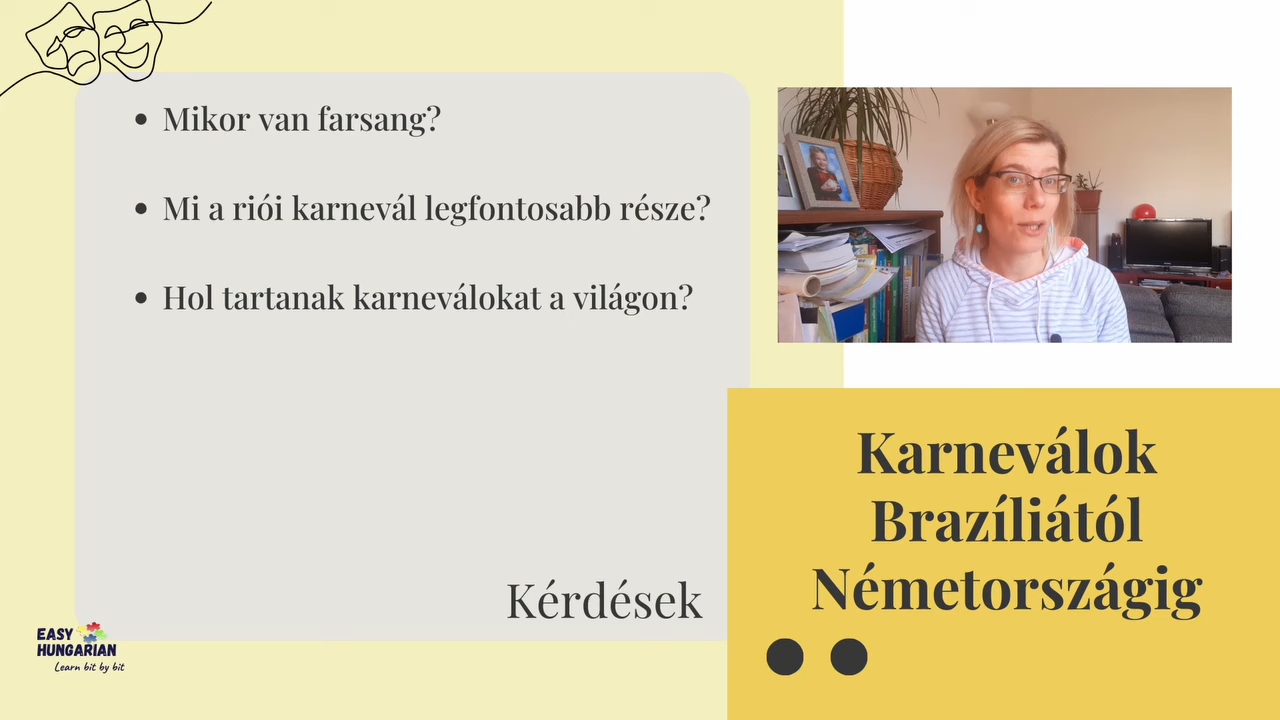 Mikor van farsang?
Mi a riói karnevál legfontosabb része?
Hol tartanak karneválokat a világon?
Kérdések
Karneválok
Brazíliától
Németországig
EASY
HUNGARIAN
Learn bit by bit